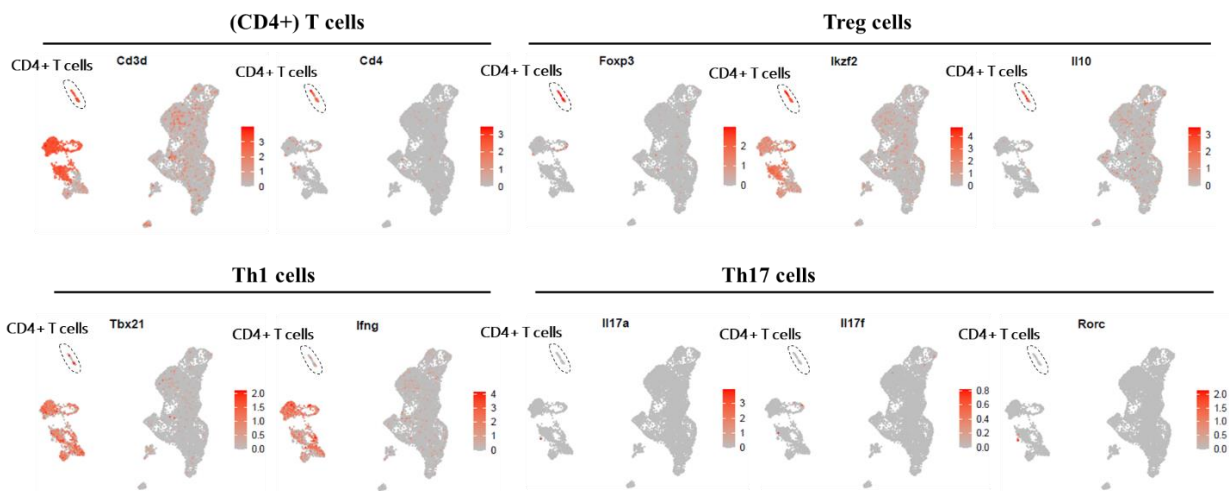 (CD4+) T cells
Treg cells
CD4+ T cells
Cd3d
CD4+ T cells
Cd4
CD4+ T cells
Foxp3
CD4+ T cells
Ikzf2
CD4+ T cells
Il10
3
2
1
0
3
2
1
0
2
1
0
4
3
2
1
0
3
2
1
0
Th1 cells
Th17 cells
CD4+ T cells
Tbx21
CD4+ T cells
Ifng
CD4+ T cells
Il17a
CD4+ T cells
Il17f
CD4+ T cells
Rorc
2.0
1.5
1.0
0.5
0.0
4
3
2
1
0
3
2
1
0
0.8
0.6
0.4
0.2
0.0
2.0
1.5
1.0
0.5
0.0